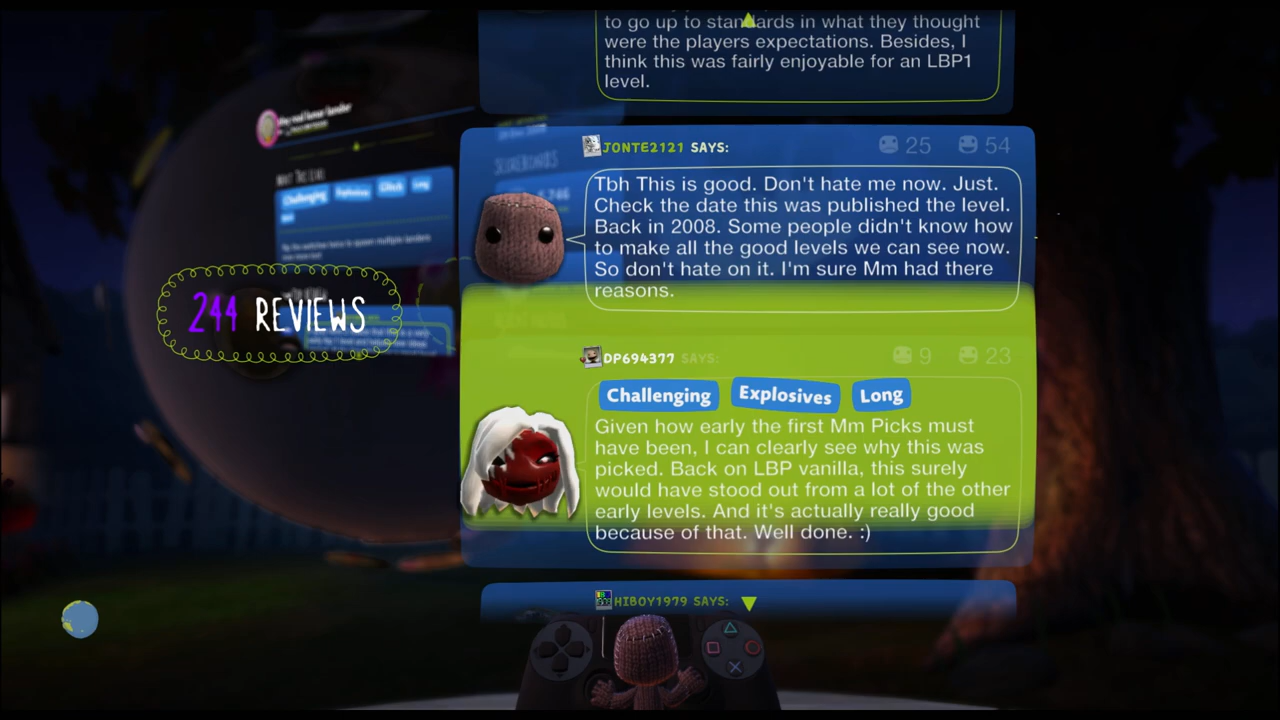 to go up to standards in what they thought
were the players expectations. Besides, I
think this was fairly enjoyable for an LBP1
level.
JONTE2121 SAYS:
25
54
Tbh This is good. Don't hate me now. Just.
Check the date this was published the level.
Back in 2008. Some people didn't know how
to make all the good levels we can see now.
So don't hate on it. I'm sure Mm had there
reasons.
244 REVIEWS
DP694377 SAYS:
9
23
Challenging
Explosives
Long
Given how early the first Mm Picks must
have been, I can clearly see why this was
picked. Back on LBP vanilla, this surely
would have stood out from a lot of the other
early levels. And it's actually really good
because of that. Well done. :)
HIBOY1979 SAYS:
Challenging
Explosives
Glitch
Long
SCOREBOARDS